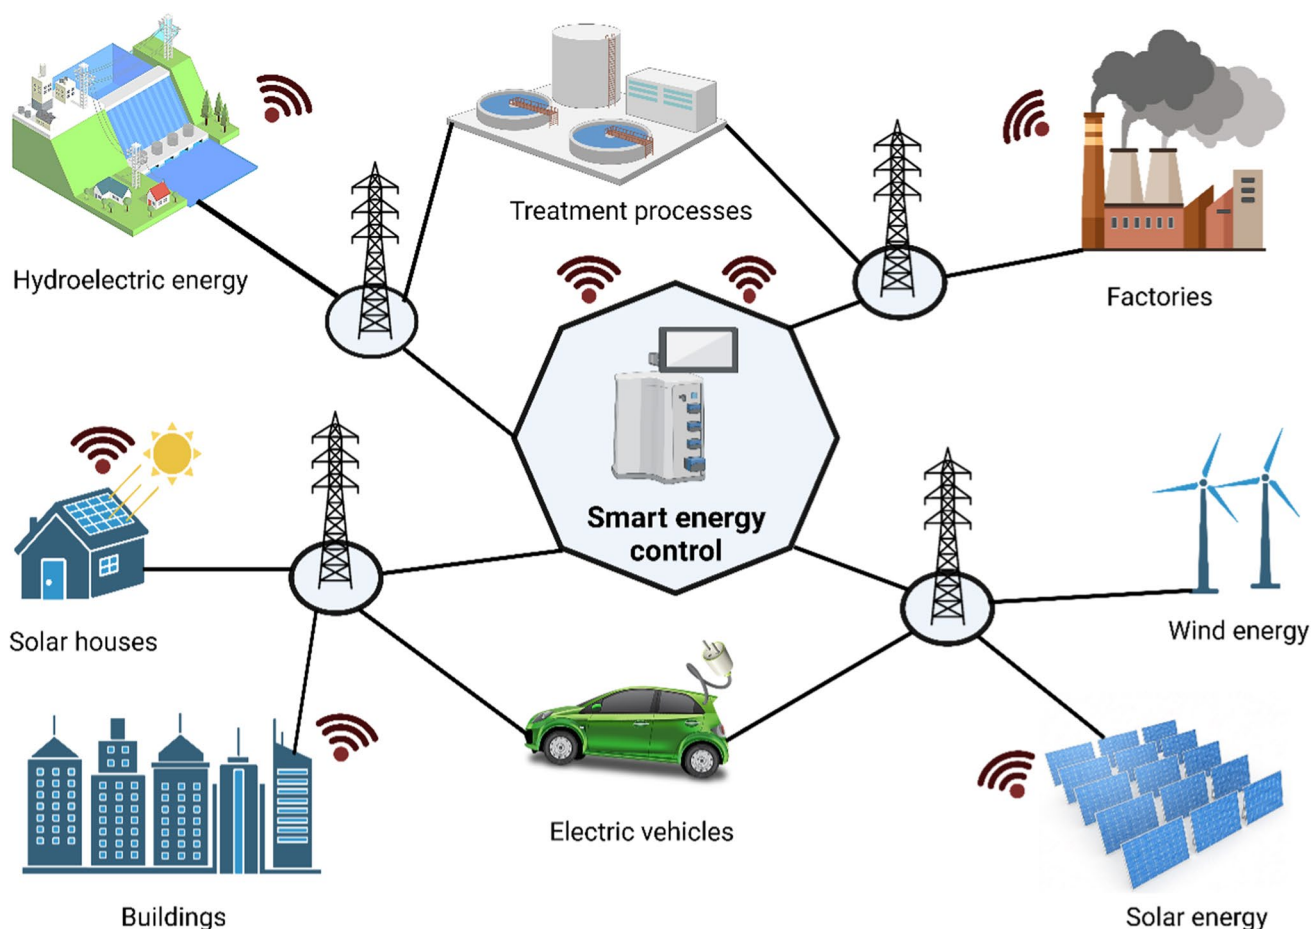 Treatment processes
Hydroelectric energy
Factories
Smart energy
control
Solar houses
Wind energy
Electric vehicles
Buildings
Solar energy